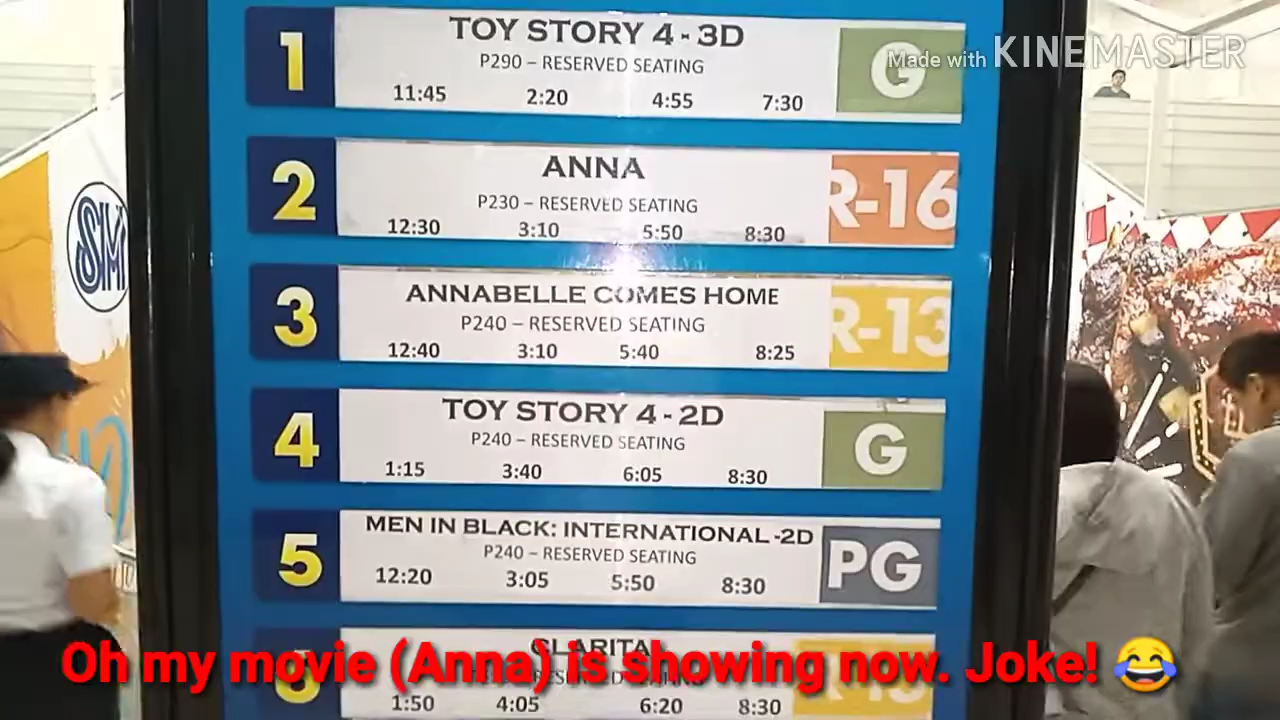 1
TOY STORY 4 - 3D
P290 – RESERVED SEATING
11:45 2:20 4:55 7:30
G
Made with KINEMASTER
2
ANNA
P230 – RESERVED SEATING
12:30 3:10 5:50 8:30
R-16
SM
3
ANNABELLE COMES HOME
P240 – RESERVED SEATING
12:40 3:10 5:40 8:25
R-13
4
TOY STORY 4 - 2D
P240 – RESERVED SEATING
1:15 3:40 6:05 8:30
G
5
MEN IN BLACK: INTERNATIONAL -2D
P240 – RESERVED SEATING
12:20 3:05 5:50 8:30
PG
6
CLARITA
R-13
Oh my movie (Anna) is showing now. Joke! 😂
1:50 4:05 6:20 8:30